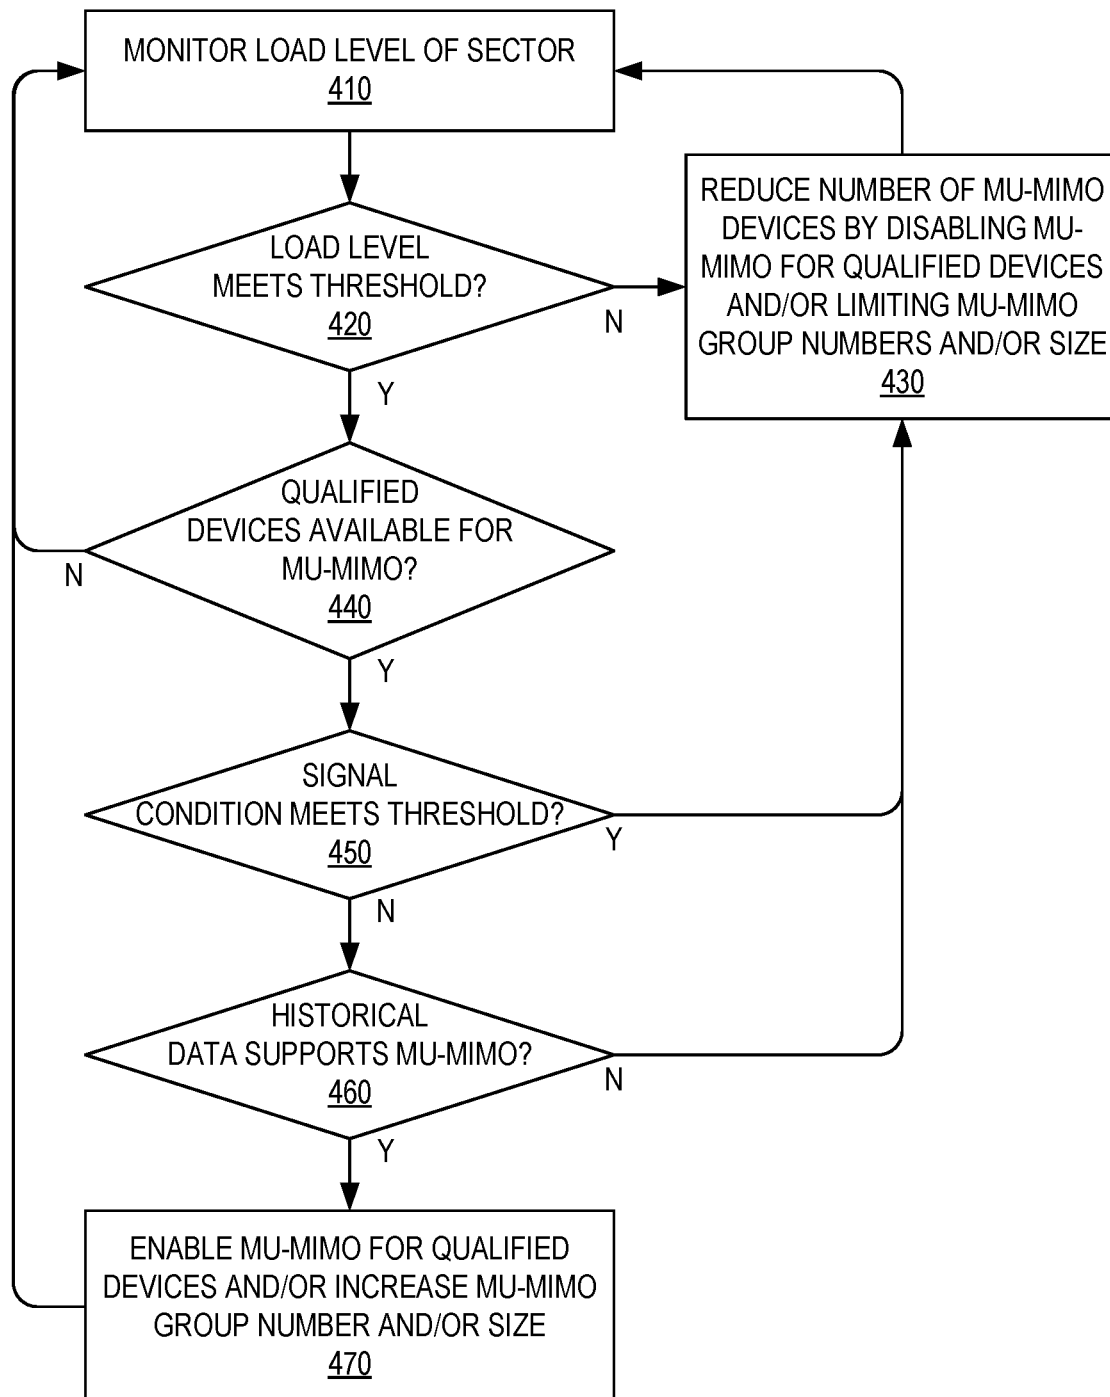 MONITOR LOAD LEVEL OF SECTOR
410
LOAD LEVEL
MEETS THRESHOLD?
420
N
Y
REDUCE NUMBER OF MU-MIMO
DEVICES BY DISABLING MU-
MIMO FOR QUALIFIED DEVICES
AND/OR LIMITING MU-MIMO
GROUP NUMBERS AND/OR SIZE
430
QUALIFIED
DEVICES AVAILABLE FOR
MU-MIMO?
440
N
Y
SIGNAL
CONDITION MEETS THRESHOLD?
450
Y
N
HISTORICAL
DATA SUPPORTS MU-MIMO?
460
N
Y
ENABLE MU-MIMO FOR QUALIFIED
DEVICES AND/OR INCREASE MU-MIMO
GROUP NUMBER AND/OR SIZE
470